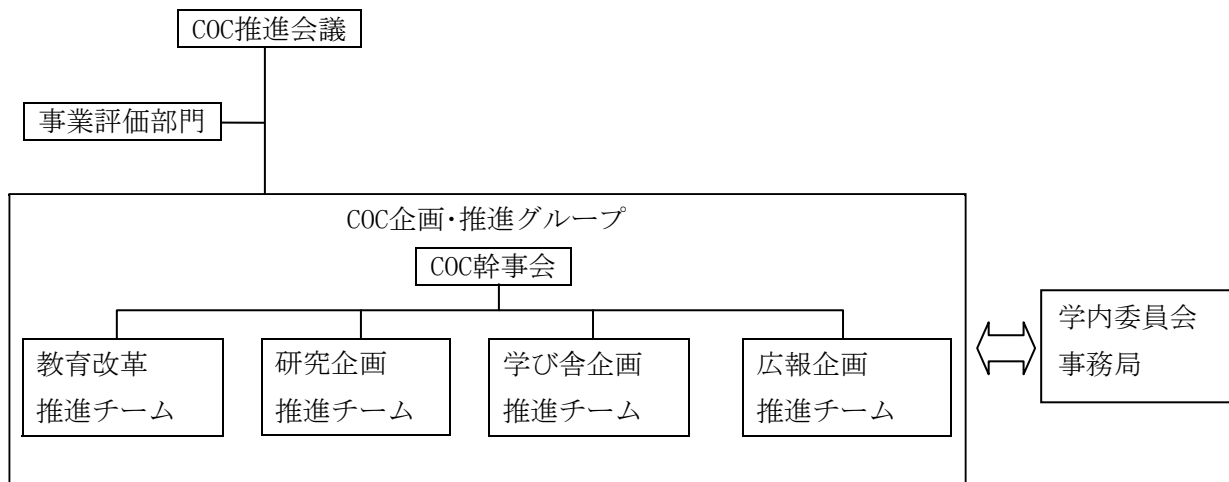 COC推進会議
事業評価部門
COC企画・推進グループ
COC幹事会
教育改革
推進チーム
研究企画
推進チーム
学び舎企画
推進チーム
広報企画
推進チーム
学内委員会
事務局